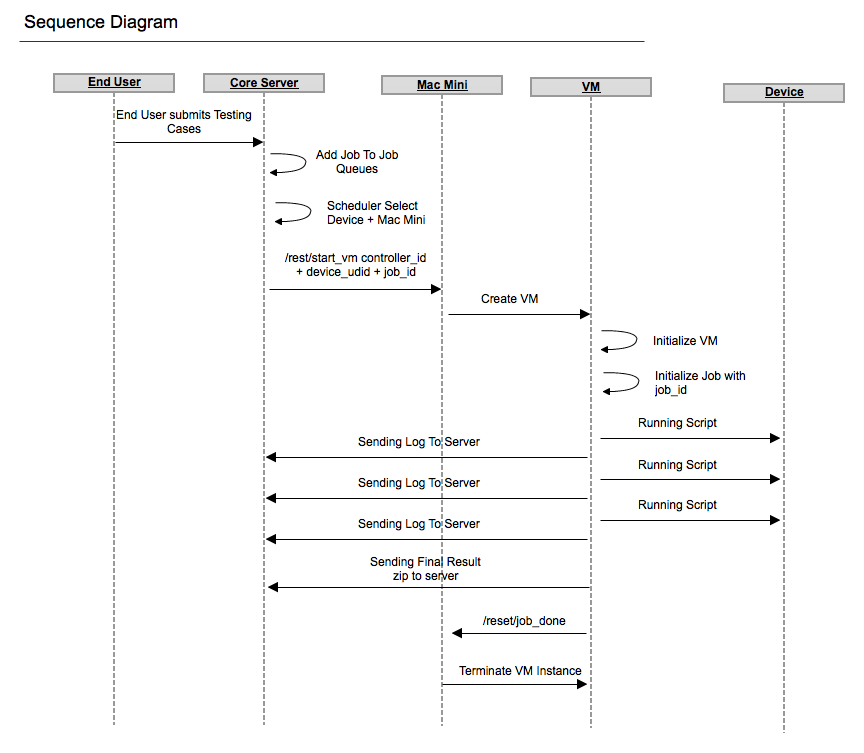 Sequence Diagram
End User
Core Server
Mac Mini
VM
Device
End User submits Testing
Cases
Add Job To Job
Queues
Scheduler Select
Device + Mac Mini
/rest/start_vm controller_id
+ device_udid + job_id
Create VM
Initialize VM
Initialize Job with
job_id
Running Script
Sending Log To Server
Running Script
Sending Log To Server
Running Script
Sending Log To Server
Sending Final Result
zip to server
/reset/job_done
Terminate VM Instance